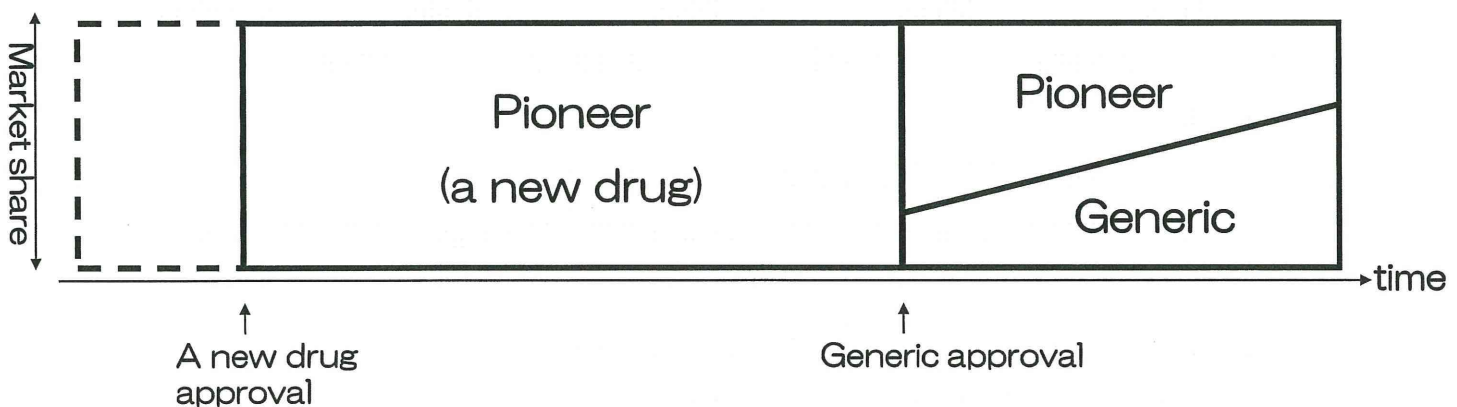 Market share
Pioneer
(a new drug)
Pioneer
Generic
time
A new drug
approval
Generic approval